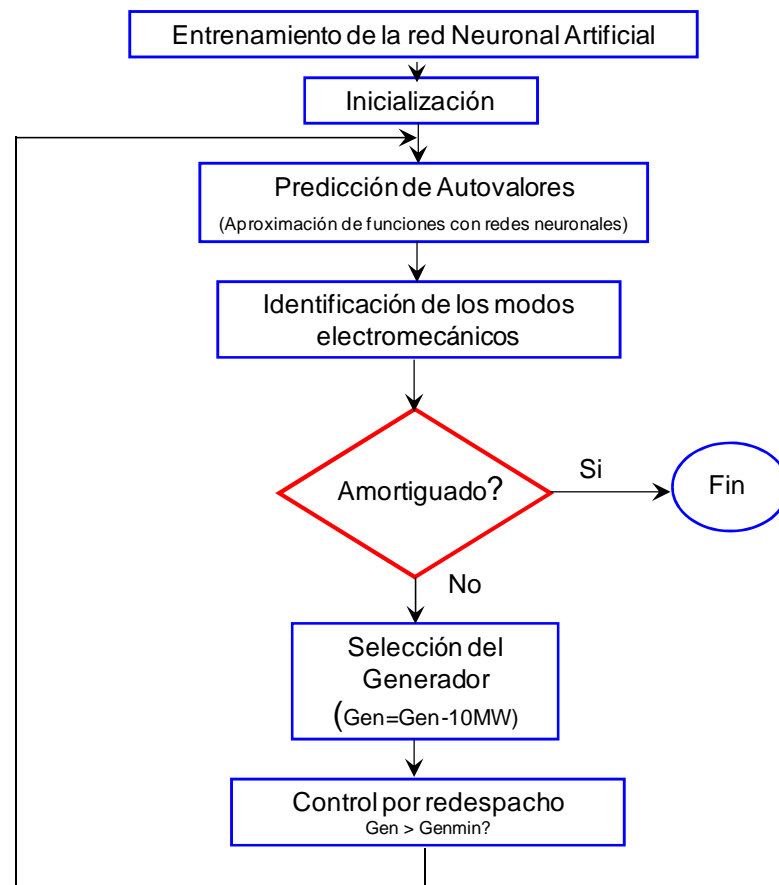 Entrenamiento de la red Neuronal Artificial
Inicialización
Predicción de Autovalores
(Aproximación de funciones con redes neuronales)
Identificación de los modos
electromecánicos
Amortiguado?
Si
Fin
No
Selección del
Generador
(Gen=Gen-10MW)
Control por redespacho
Gen > Genmin?